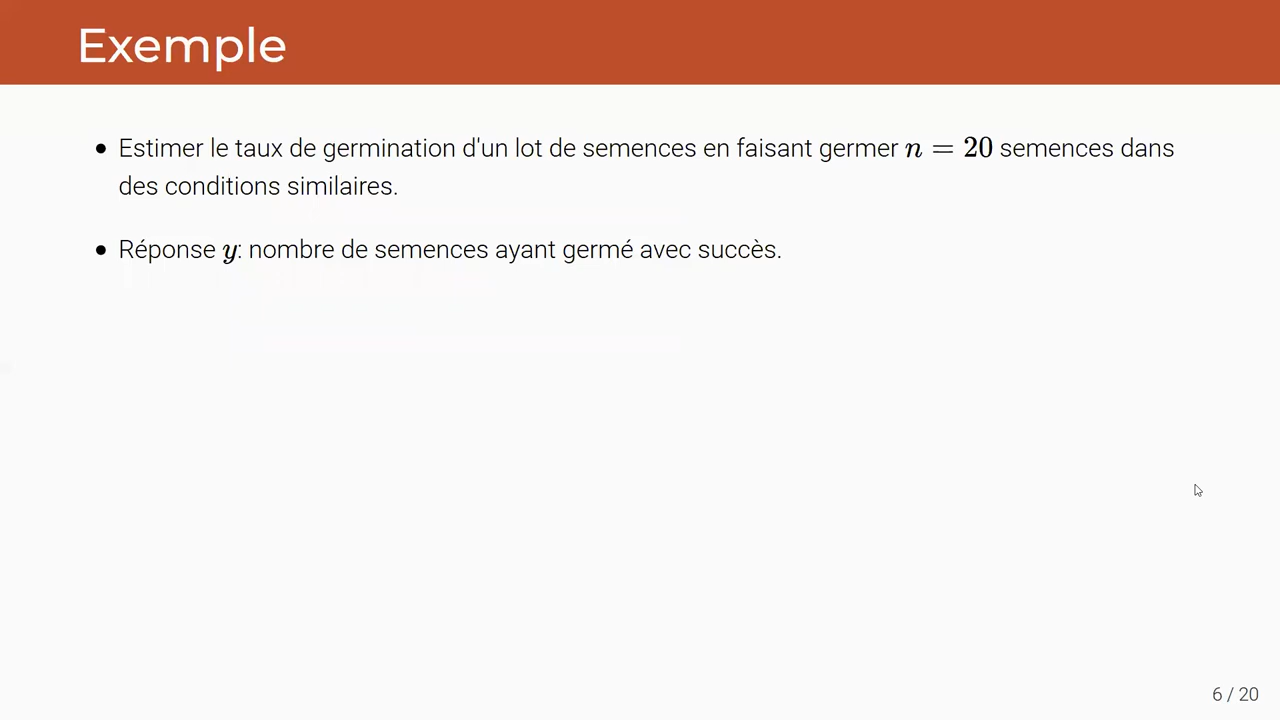 Exemple
• Estimer le taux de germination d'un lot de semences en faisant germer n = 20 semences dans
des conditions similaires.
• Réponse y: nombre de semences ayant germé avec succès.
6 / 20